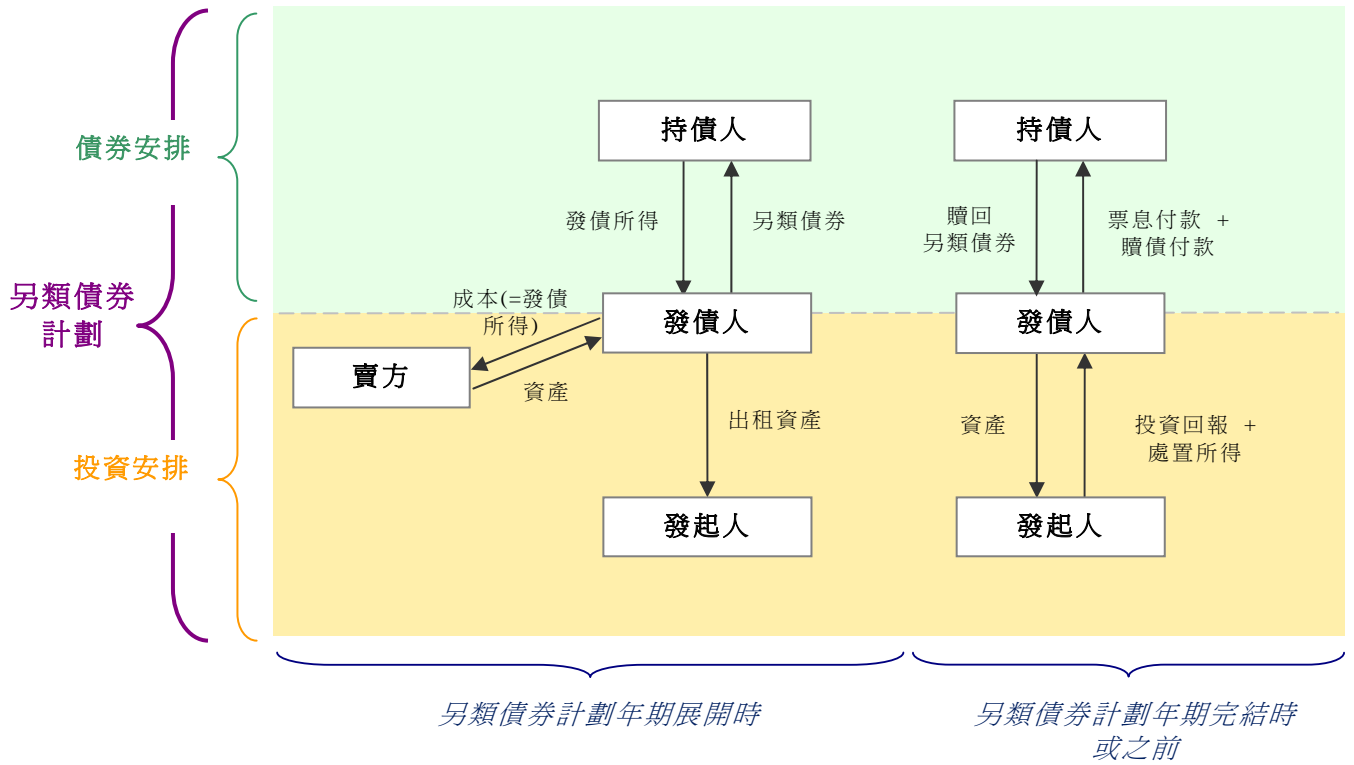 持債人
持債人
債券安排
發債所得
另類債券
贖回
另類債券
票息付款 +
贖債付款
另類債券
計劃
成本(=發債
所得)
發債人
發債人
賣方
資產
出租資產
資產
投資回報 +
處置所得
投資安排
發起人
發起人
另類債券計劃年期展開時
另類債券計劃年期完結時
或之前